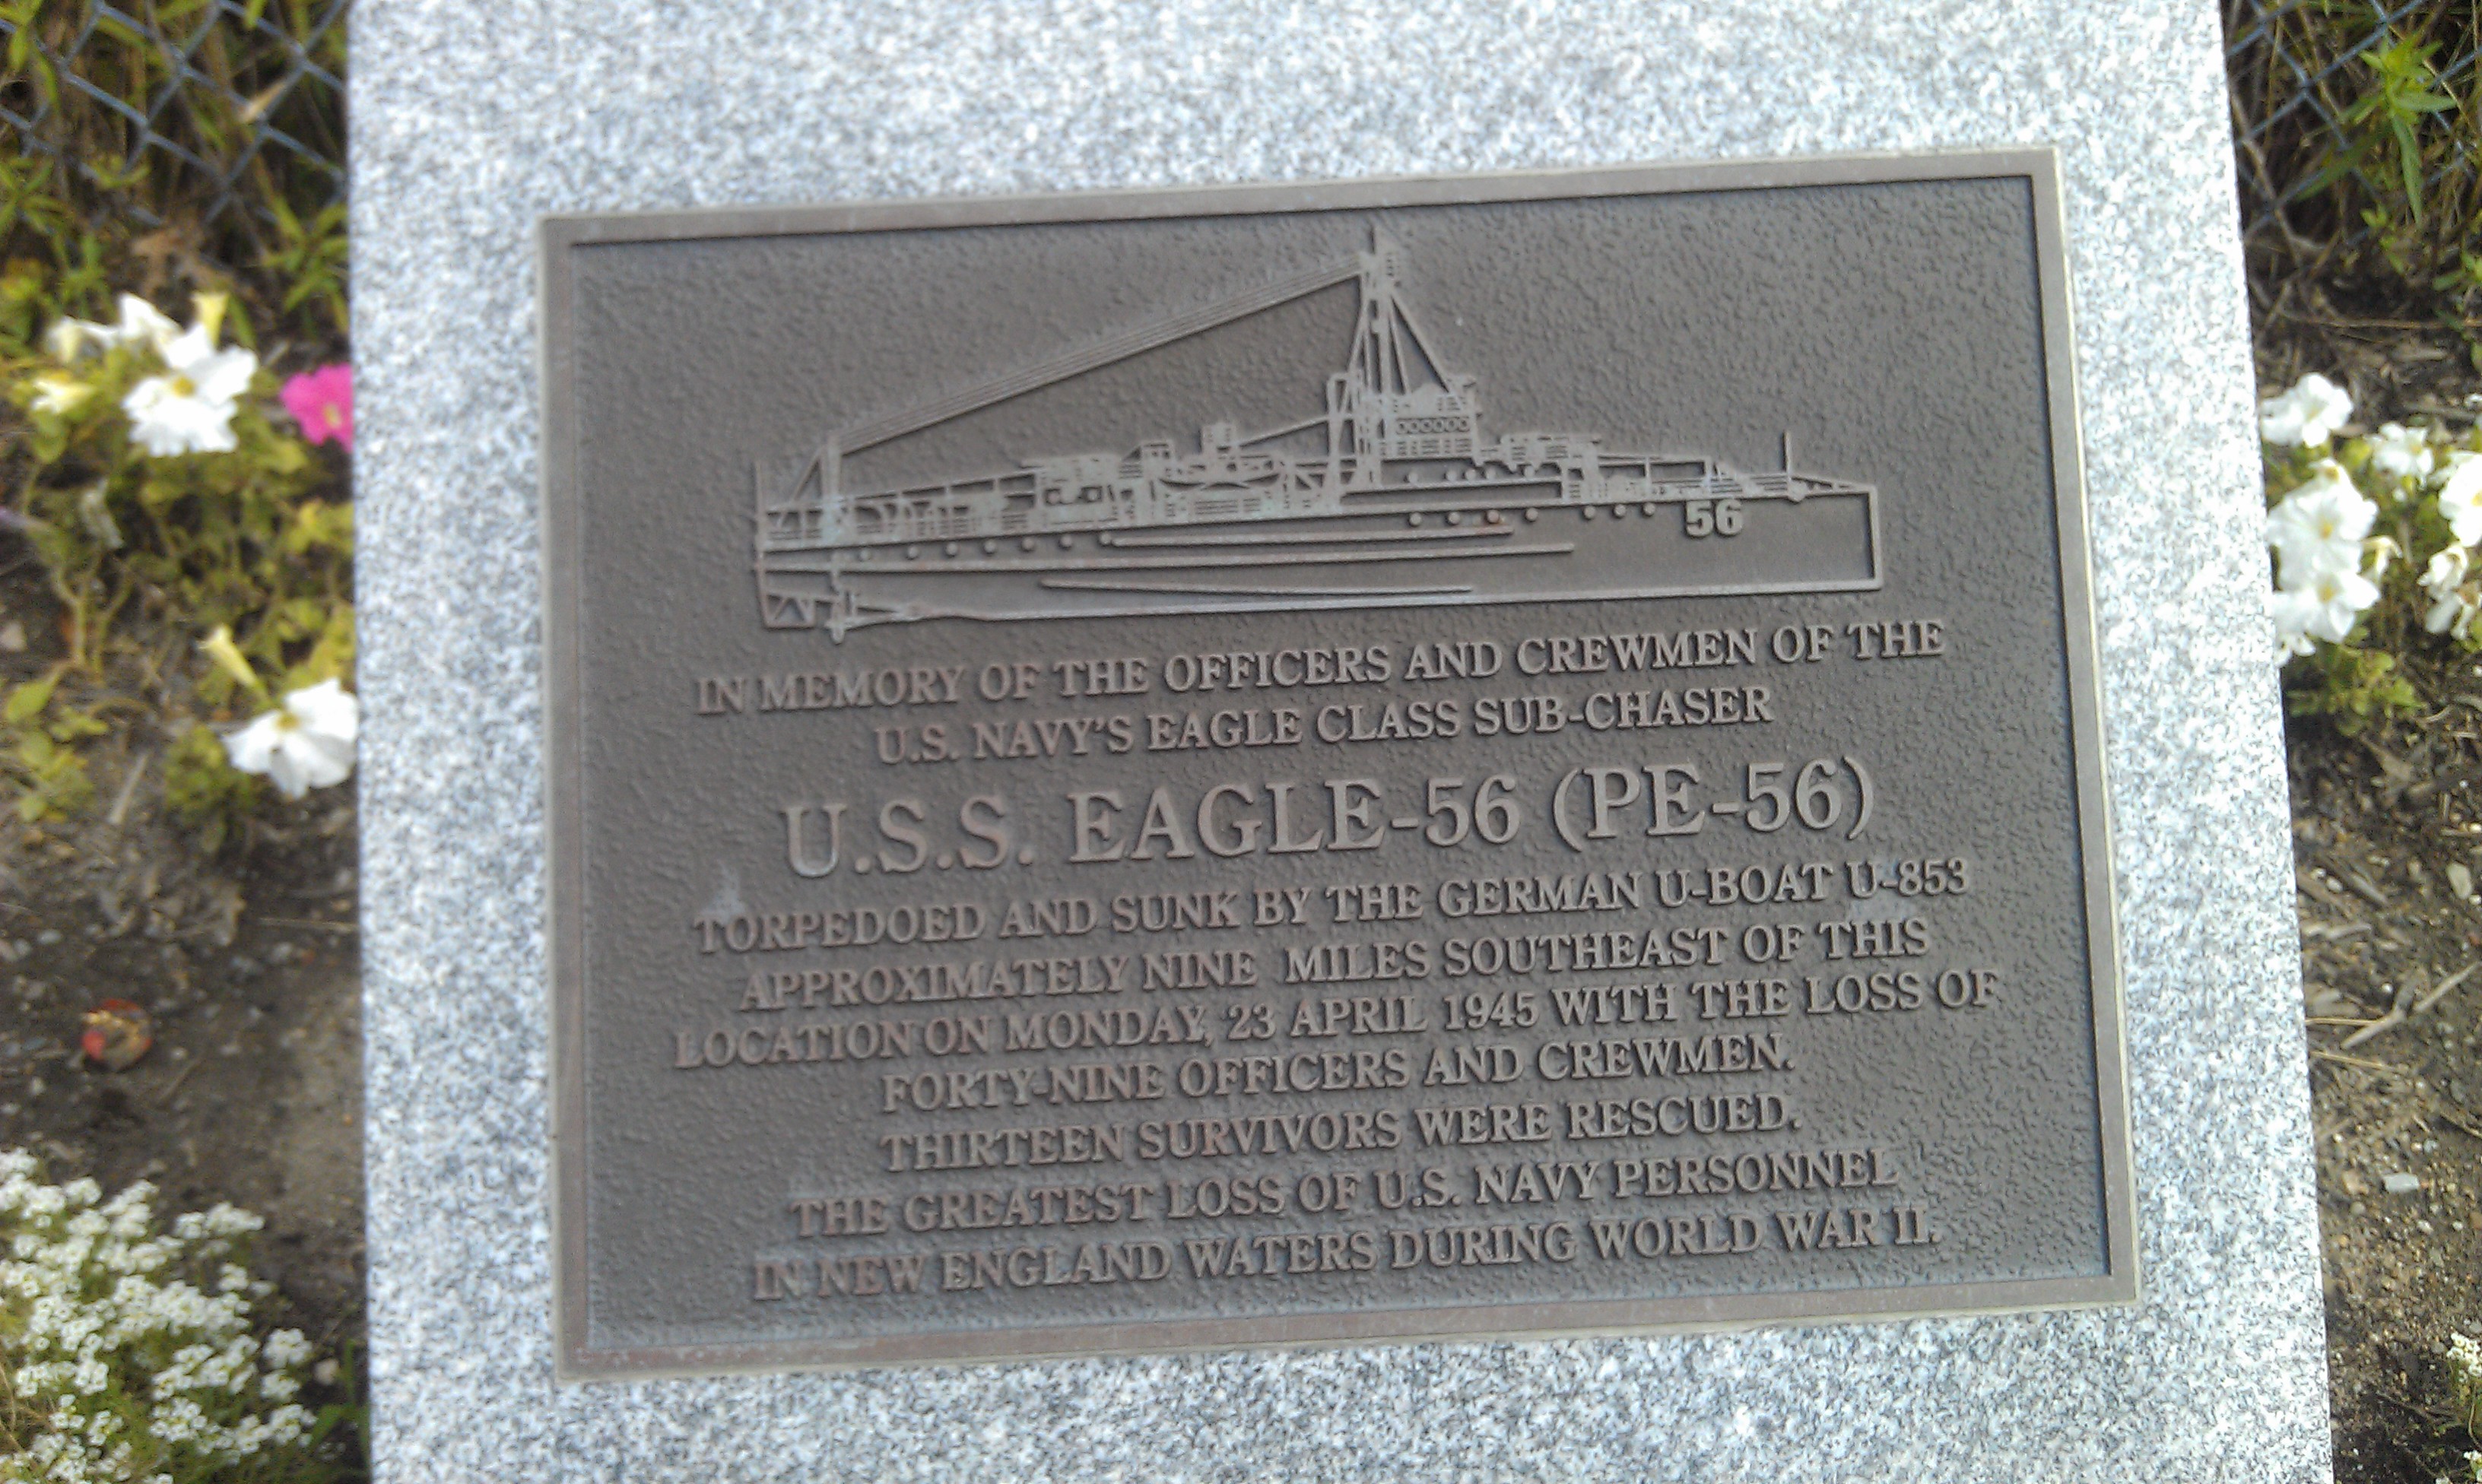 56
IN MEMORY OF THE OFFICERS AND CREWMEN OF THE
U.S. NAVY'S EAGLE CLASS SUB-CHASER
U.S.S. EAGLE-56 (PE-56)
TORPEDOED AND SUNK BY THE GERMAN U-BOAT U-853
APPROXIMATELY NINE MILES SOUTHEAST OF THIS
LOCATION ON MONDAY, 23 APRIL 1945 WITH THE LOSS OF
FORTY-NINE OFFICERS AND CREWMEN.
THIRTEEN SURVIVORS WERE RESCUED.
THE GREATEST LOSS OF U.S. NAVY PERSONNEL
IN NEW ENGLAND WATERS DURING WORLD WAR II.